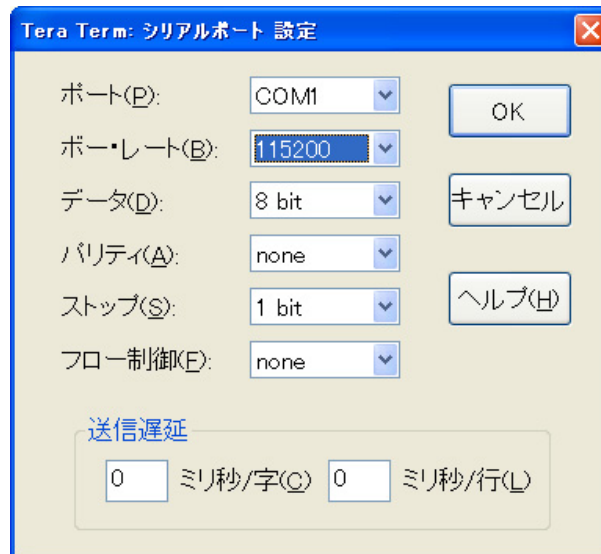 Tera Term: シリアルポート 設定
ポート(P): COM1
OK
ボー・レート(B): 115200
データ(D): 8 bit
キャンセル
パリティ(A): none
ストップ(S): 1 bit
ヘルプ(H)
フロー制御(F): none
送信遅延
0 ミリ秒/字(C) 0 ミリ秒/行(L)